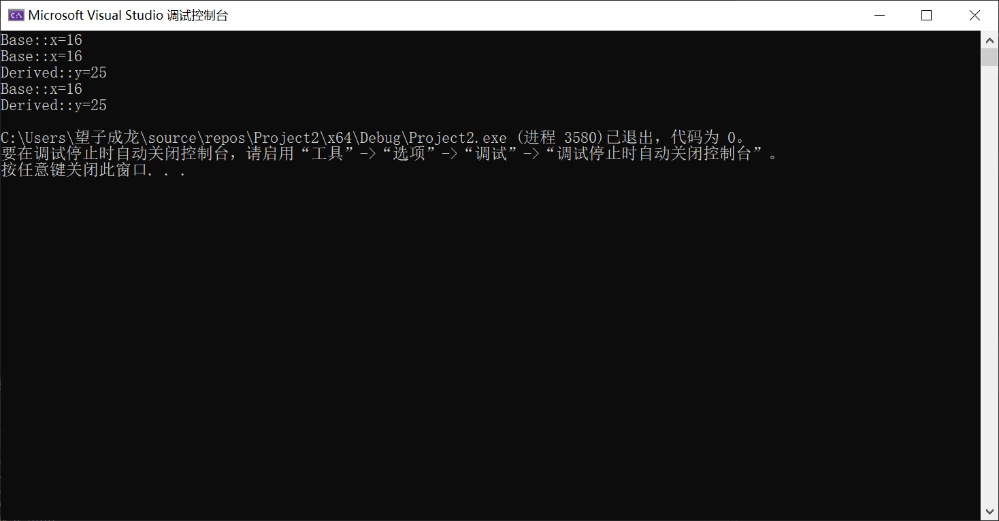 Microsoft Visual Studio 调试控制台
Base::x=16
Base::x=16
Derived::y=25
Base::x=16
Derived::y=25
C:\Users\望子成龙\source\repos\Project2\x64\Debug\Project2.exe (进程 3580)已退出，代码为 0。
要在调试停止时自动关闭控制台，请启用“工具”->“选项”->“调试”->“调试停止时自动关闭控制台”。
按任意键关闭此窗口. . .